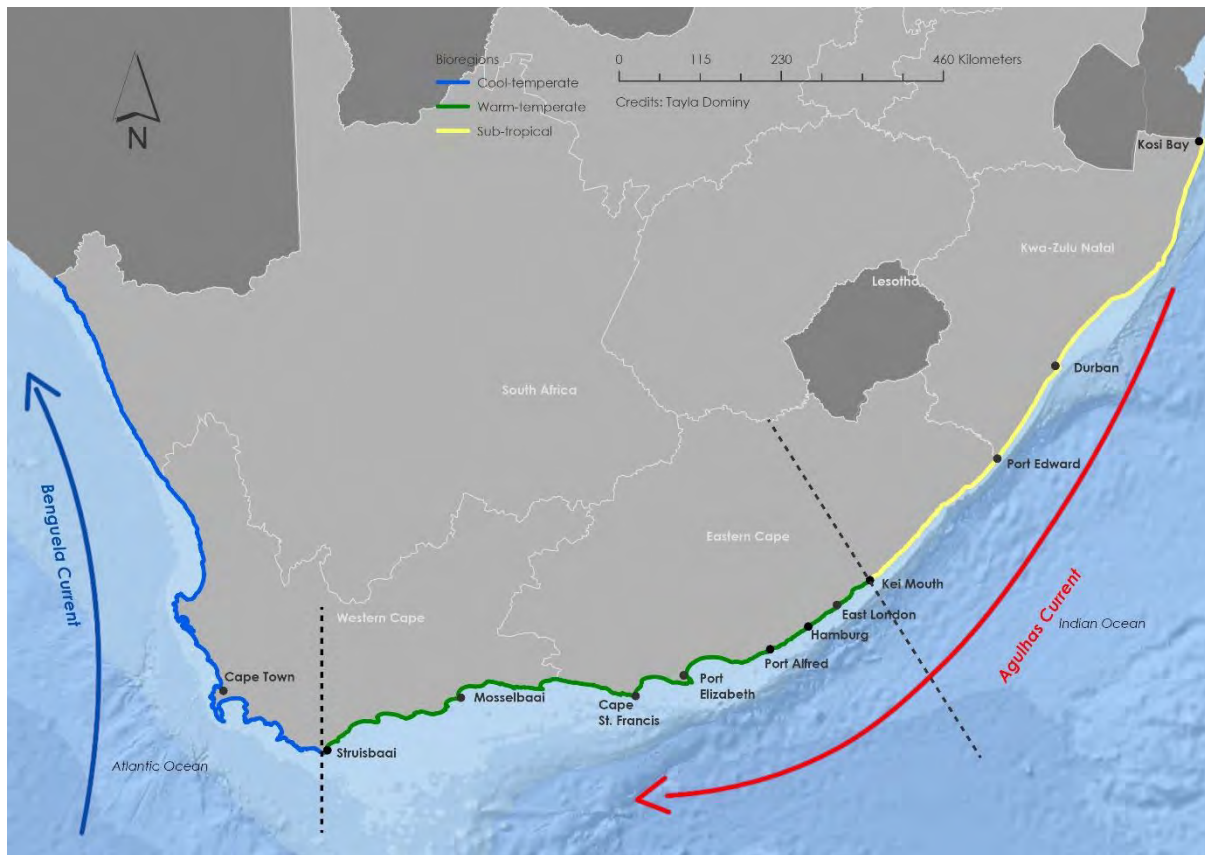 Bioregions
Cool-temperate
Warm-temperate
Sub-tropical
0 115 230 460 Kilometers
Credits: Tayla Dominy
N
Kosi Bay
Kwa-Zulu Natal
Lesotho
Durban
South Africa
Port Edward
Benguela Current
Eastern Cape
Kei Mouth
East London
Hamburg
Agulhas Current
Indian Ocean
Western Cape
Port Alfred
Cape Town
Port
Elizabeth
Mosselbaai
Cape
St. Francis
Struisbaai
Atlantic Ocean